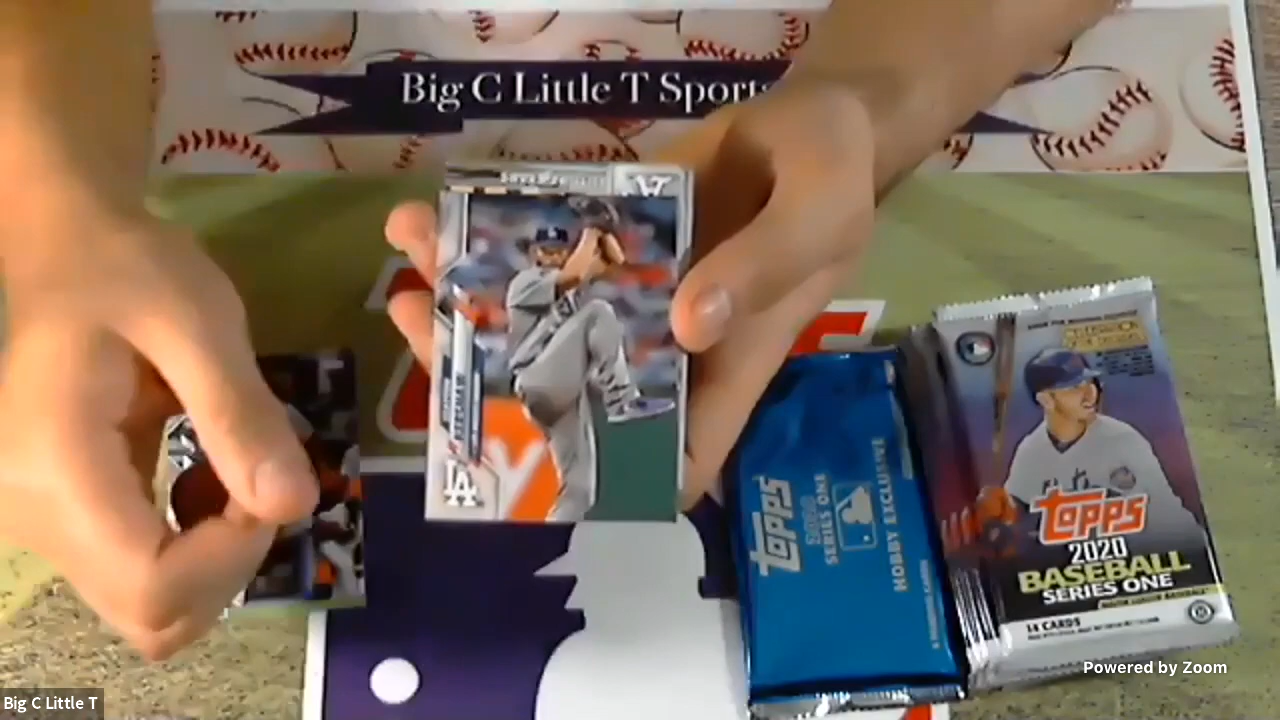 Big C Little T Sports
LA
TOPPS
2020
SERIES ONE
HOBBY EXCLUSIVE
TOPPS
2020
BASEBALL
SERIES ONE
14 CARDS
Powered by Zoom
Big C Little T